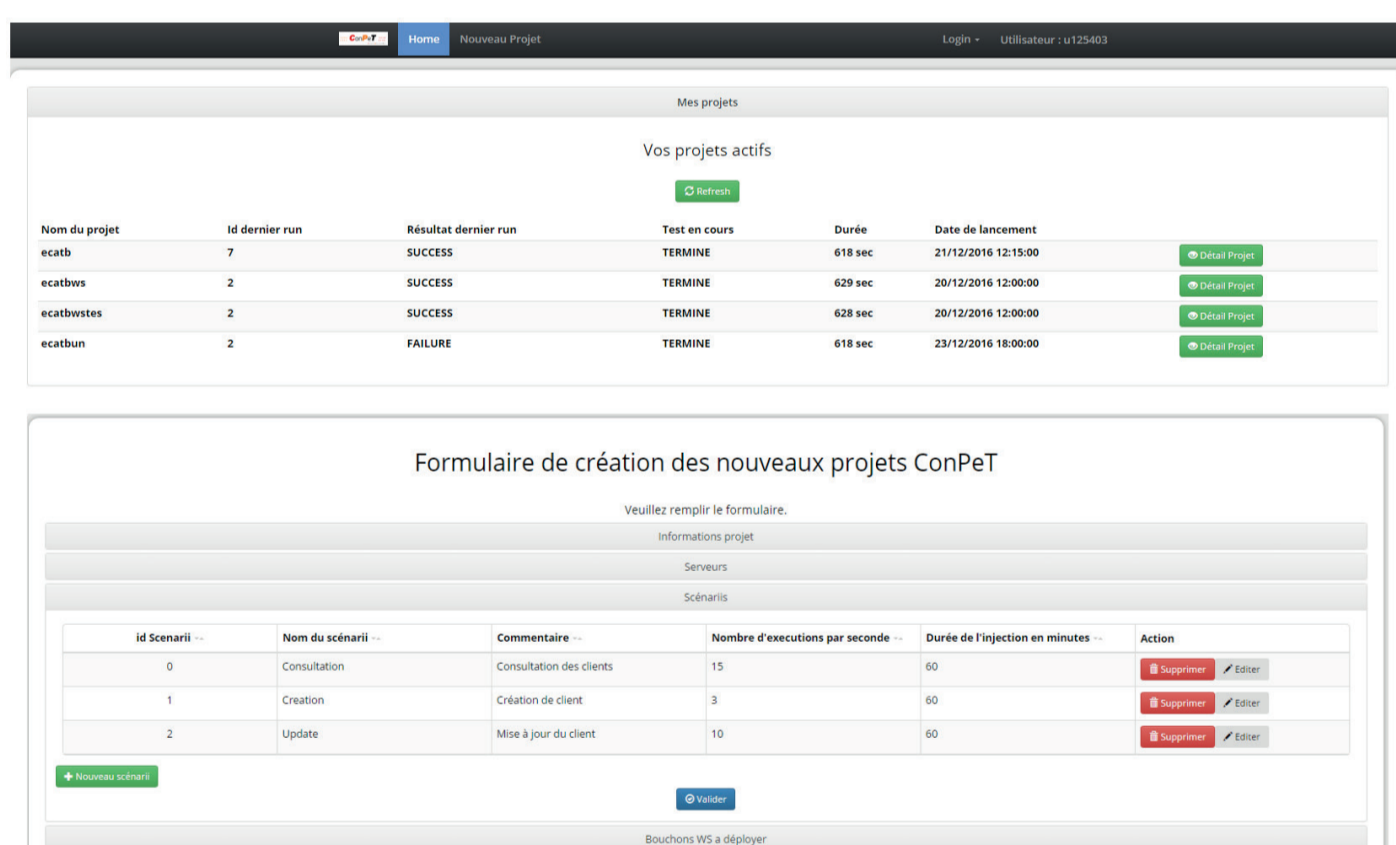 ConPeT Home Nouveau Projet Login Utilisateur : u125403
Mes projets
Vos projets actifs
Refresh
Nom du projet Id dernier run Résultat dernier run Test en cours Durée Date de lancement
ecatb 7 SUCCESS TERMINE 618 sec 21/12/2016 12:15:00 Détail Projet
ecatbws 2 SUCCESS TERMINE 629 sec 20/12/2016 12:00:00 Détail Projet
ecatbwstes 2 SUCCESS TERMINE 628 sec 20/12/2016 12:00:00 Détail Projet
ecatbun 2 FAILURE TERMINE 618 sec 23/12/2016 18:00:00 Détail Projet
Formulaire de création des nouveaux projets ConPeT
Veuillez remplir le formulaire.
Informations projet
Serveurs
Scénariis
id Scenarii Nom du scénarii Commentaire Nombre d'executions par seconde Durée de l'injection en minutes Action
0 Consultation Consultation des clients 15 60 Supprimer Editer
1 Creation Création de client 3 60 Supprimer Editer
2 Update Mise à jour du client 10 60 Supprimer Editer
Nouveau scénarii
Valider
Bouchons WS a déployer